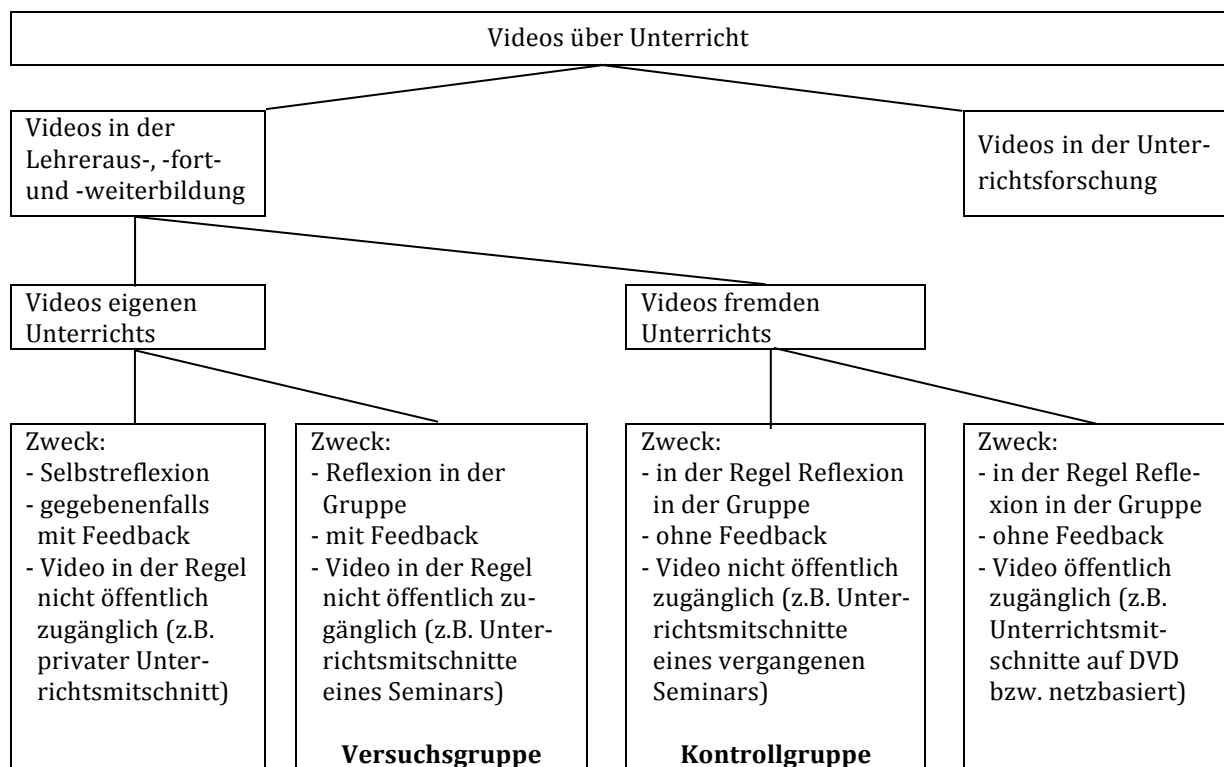 Videos über Unterricht
Videos in der
Lehreraus-, -fort-
und -weiterbildung
Videos in der Unter-
richtsforschung
Videos eigenen
Unterrichts
Videos fremden
Unterrichts
Zweck:
- Selbstreflexion
- gegebenenfalls
mit Feedback
- Video in der Regel
nicht öffentlich
zugänglich (z.B.
privater Unter-
richtsmitschnitt)
Zweck:
- Reflexion in der
Gruppe
- mit Feedback
- Video in der Regel
nicht öffentlich zu-
gänglich (z.B. Unter-
richtsmitschnitte
eines Seminars)
Versuchsgruppe
Zweck:
- in der Regel Reflexion
in der Gruppe
- ohne Feedback
- Video nicht öffentlich
zugänglich (z.B. Unter-
richtsmitschnitte
eines vergangenen
Seminars)
Kontrollgruppe
Zweck:
- in der Regel Refle-
xion in der Gruppe
- ohne Feedback
- Video öffentlich
zugänglich (z.B.
Unterrichtsmit-
schnitte auf DVD
bzw. netzbasiert)